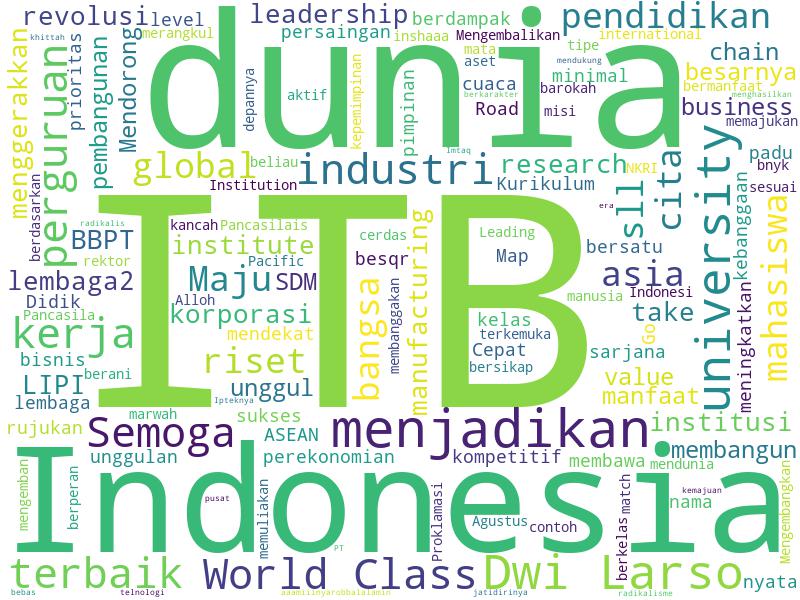 revolusi level leadership berdampak pendidikan
merangkul persaingan inshaaa Mengembalikan tipe international
khittah mata chain
menggerakkan perguruan prioritas pembangunan Mendorong dunia aset mendukung besarnya
depannya aktif kepemimpinan pimpinan cuaca minimal bermanfaat
berkarakter barokah menghasilkan
Road misi business
memajukan
Imtaq
global beliau industri research NKRI cita university padu
bnyk
berdasarkan Institution Kurikulum sll kebanggaan sesuai
era
radikalis kancah Pancasilais mahasiswa
BBPT institute cerdas Leading bersatu
rektor Pacific besqr Map
lembaga2 Maju SDM asia
Didik Alloh ITB manusia Indonesi
Pancasila korporasi bangsa membanggakan manufacturing kelas take meningkatkan
kerja mendekat terkemuka Go
bisnis riset Cepat sarjana
berani bersikap value
LIPI unggul manfaat
lembaga Ipteknya
marwah sukses
rujukan Semoga ASEAN menjadikan institusi
unggulan perekonomian kompetitif membawa membangun
mendunia
mengemban berperan Indonesia memuliakan Proklamasi berkelas match Mengembangkan
pusat kemajuan
nama
Agustus contoh
PT
terbaik World Class Dwi Larso nyata
bebas telnologi aaamiiinyarobbalalamin jatidirinya radikalisme